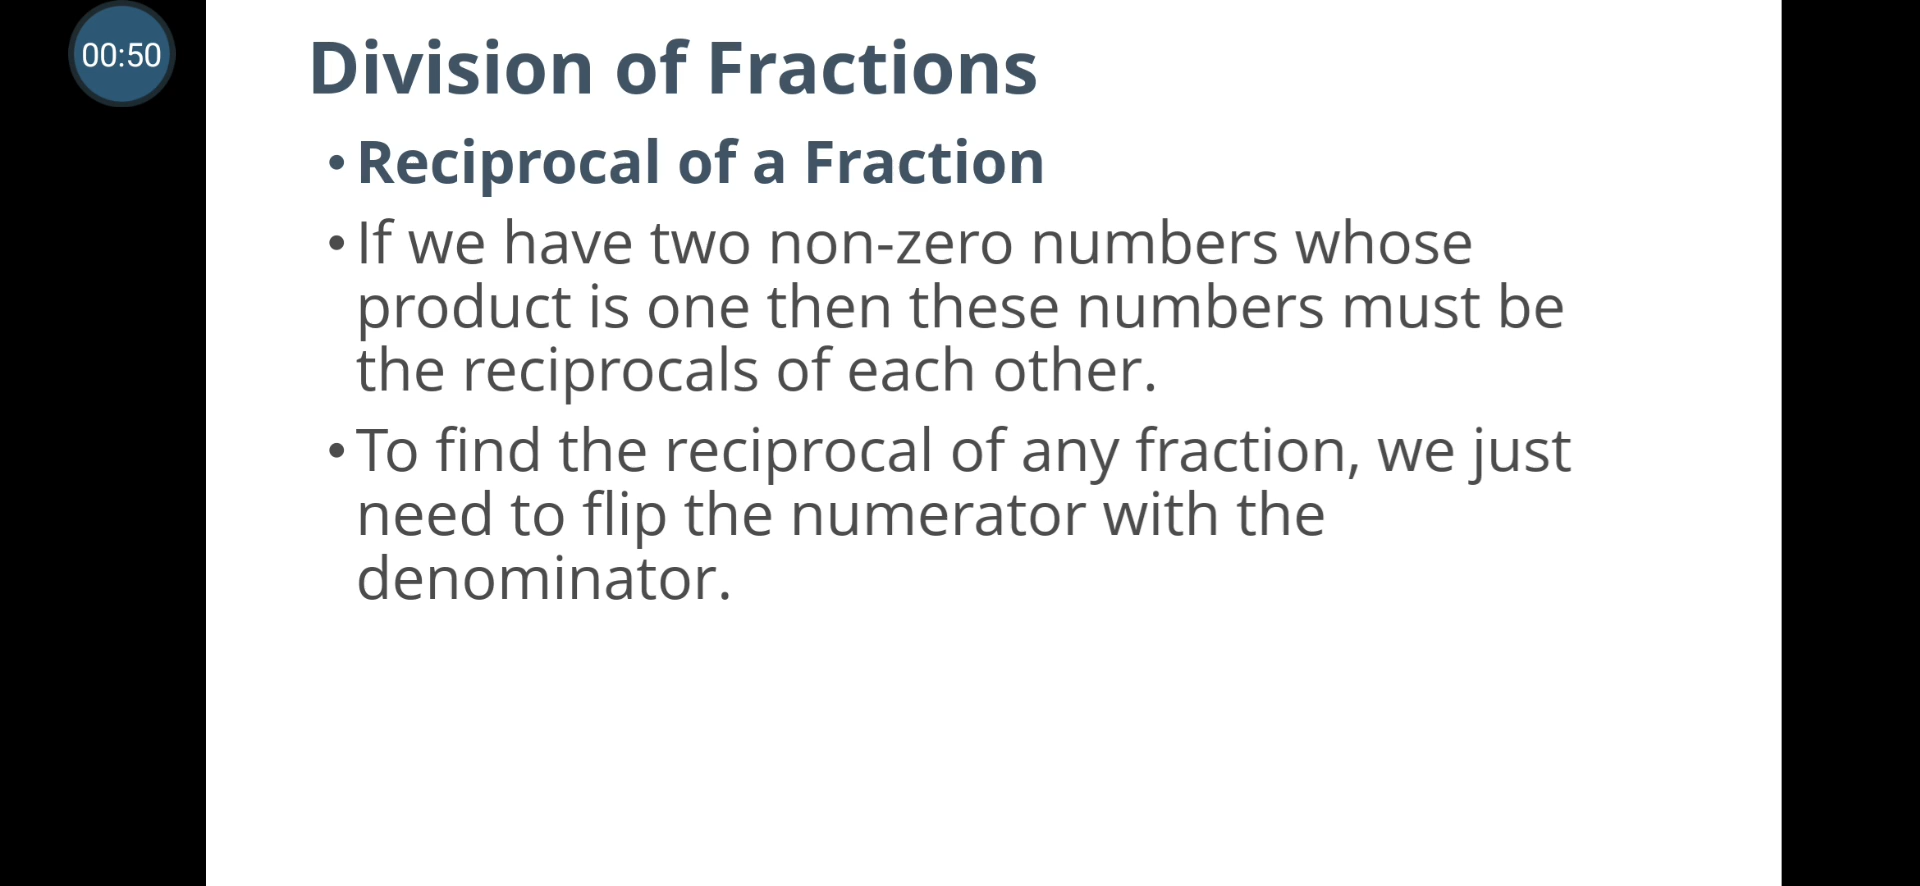 00:50
Division of Fractions
• Reciprocal of a Fraction
• If we have two non-zero numbers whose
product is one then these numbers must be
the reciprocals of each other.
• To find the reciprocal of any fraction, we just
need to flip the numerator with the
denominator.